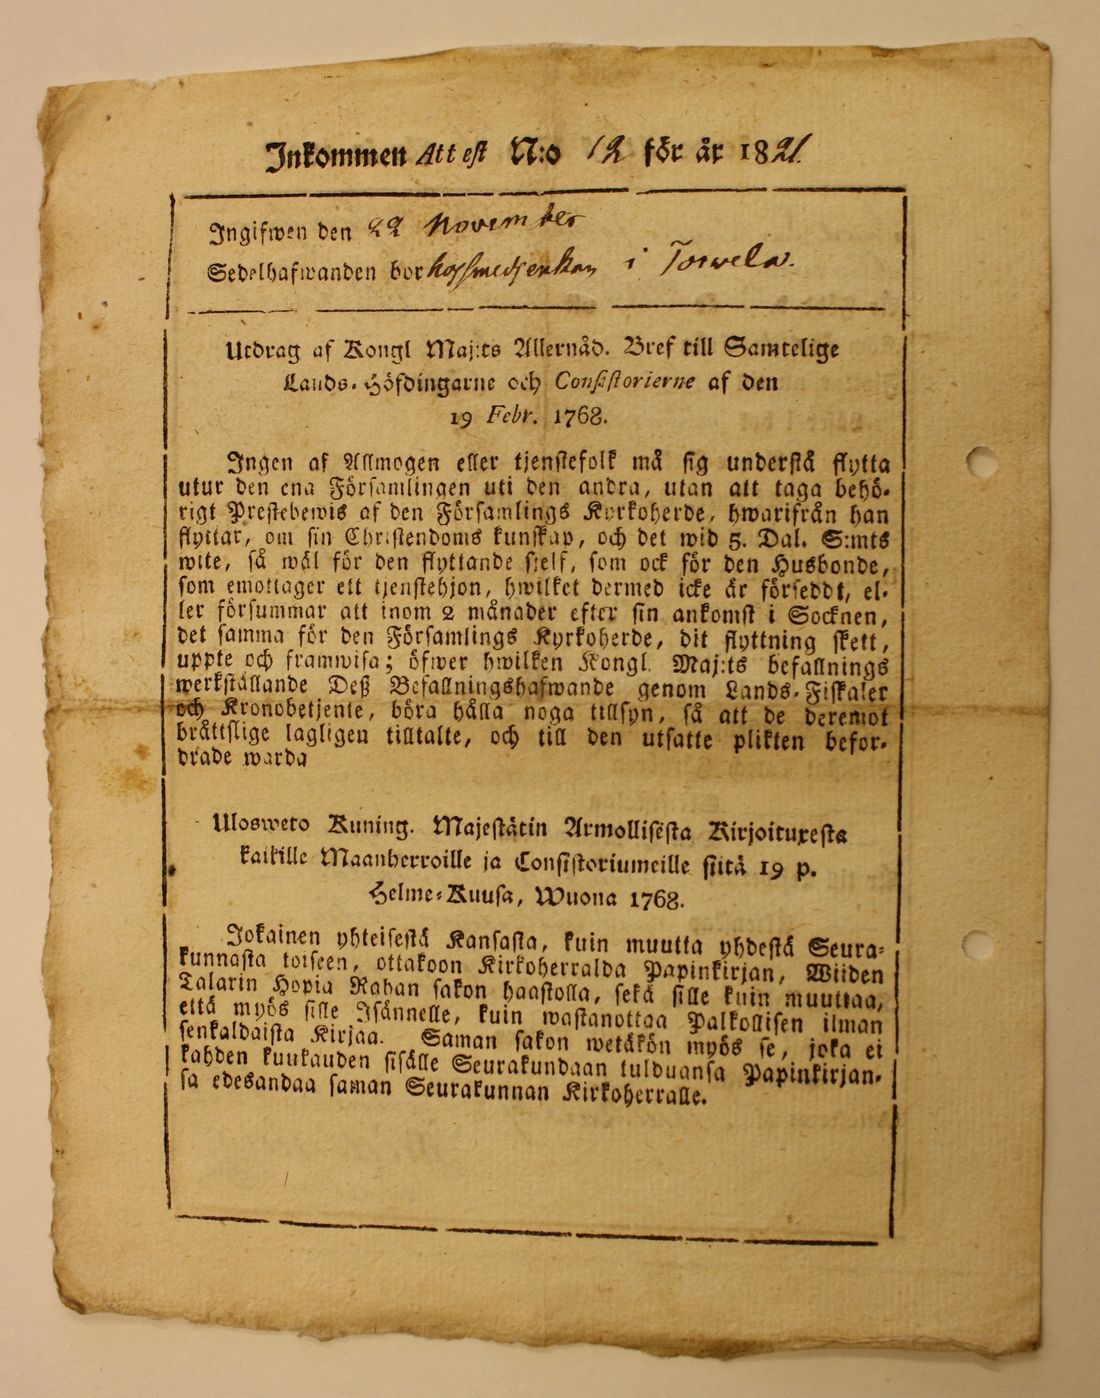 Inkommen Attest N:o 12 för år 1821.
Ingifwen den 22 November
Sedelhafwanden bor hos i Torwela.
Utdrag af Kongl Maj:ts Allernåd. Bref till Samtelige
Lands-Höfdingarne och Consistorierne af den
19 Febr. 1768.
Ingen af Allmogen eller tjenstefolk må sig understå flytta
utur den ena Församlingen uti den andra, utan att taga behö-
rigt Prestebewis af den Församlings Kyrkoherde, hwarifrån han
flyttar, om sin Christendoms kunskap, och det wid 5. Dal. S:mts
wite, så wäl för den flyttande sjelf, som ock för den Husbonde,
som emottager ett tjenstehjon, hwilket dermed icke är försedt, el-
ler försummar att inom 2 månader efter sin ankomst i Socknen,
det samma för den Församlings Kyrkoherde, dit flyttning skett,
uppte och framwisa; öfwer hwilken Kongl. Maj:ts befallnings
werkställande Deß Befallningshafwande genom Lands-Fiskaler
och Kronobetjente, böra hålla noga tillsyn, så att de deremot
bråttslige lagligen tilltalte, och till den utsatte plikten befor-
drade warda
Ulosweto Kuning. Majestätin Armollisesta Kirjoituxesta
kaikille Maanherroille ja Consistoriumeille siitä 19 p.
Helme-Kuusa, Wuona 1768.
Jokainen yhteisestä Kansasta, kuin muutta yhdestä Seura-
kunnasta toiseen, ottakoon Kirkoherralda Papinkirjan, Wiiden
Talarin Hopia Rahan sakon haastolla, sekä sille kuin muuttaa,
että myös sille Isännelle, kuin wastanottaa Palkollisen ilman
senkaldaista Kirjaa. Saman sakon wetäkön myös se, joka ei
kahden kuukauden sisälle Seurakundaan tulduansa Papinkirjan-
sa edesandaa saman Seurakunnan Kirkoherralle.